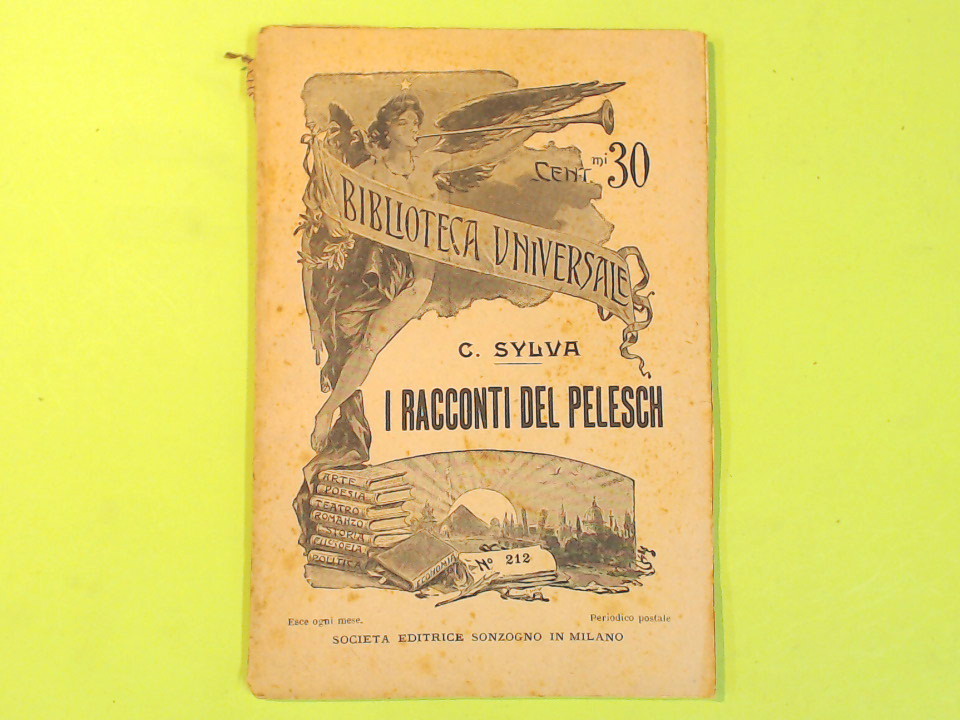 CENT.mi 30
BIBLIOTECA UNIVERSALE
C. SYLVA
I RACCONTI DEL PELESCH
ARTE
POESIA
TEATRO
ROMANZO
STORIA
FILOSOFIA
POLITICA
ECONOMIA
No 212
Esce ogni mese.
Periodico postale
SOCIETA EDITRICE SONZOGNO IN MILANO